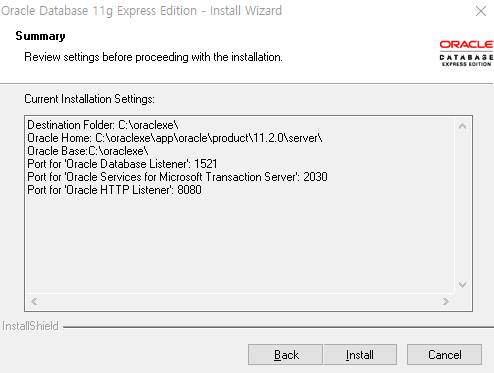 Oracle Database 11g Express Edition - Install Wizard
Summary
Review settings before proceeding with the installation.
ORACLE
DATABASE
EXPRESS EDITION
Current Installation Settings:
Destination Folder: C:\oraclexe\
Oracle Home: C:\oraclexe\app\oracle\product\11.2.0\server\
Oracle Base:C:\oraclexe\
Port for 'Oracle Database Listener': 1521
Port for 'Oracle Services for Microsoft Transaction Server': 2030
Port for 'Oracle HTTP Listener': 8080
InstallShield
Back
Install
Cancel